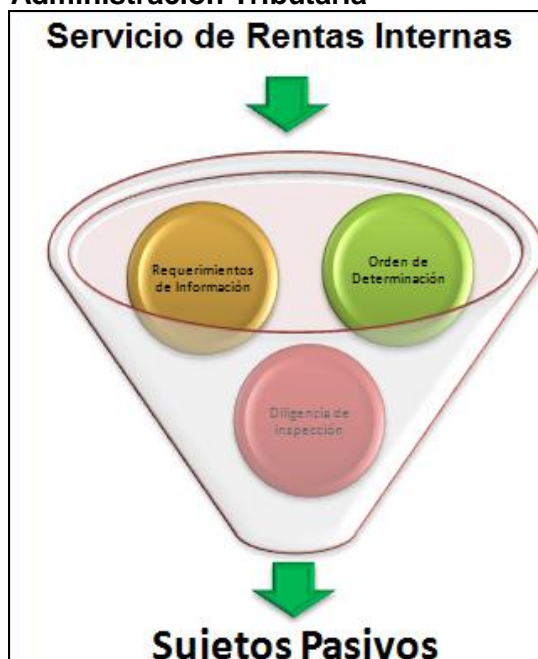 Administración Tributaria
Servicio de Rentas Internas
Requerimientos
de Información
Orden de
Determinación
Diligencia de
inspección
Sujetos Pasivos